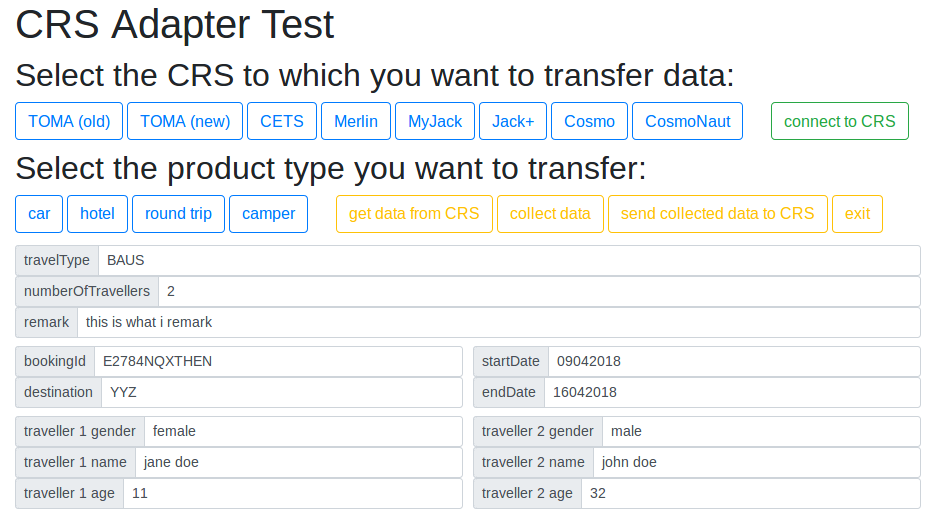 CRS Adapter Test
Select the CRS to which you want to transfer data:
TOMA (old) TOMA (new) CETS Merlin MyJack Jack+ Cosmo CosmoNaut connect to CRS
Select the product type you want to transfer:
car hotel round trip camper get data from CRS collect data send collected data to CRS exit
travelType BAUS
numberOfTravellers 2
remark this is what i remark
bookingId E2784NQXTHEN startDate 09042018
destination YYZ endDate 16042018
traveller 1 gender female traveller 2 gender male
traveller 1 name jane doe traveller 2 name john doe
traveller 1 age 11 traveller 2 age 32